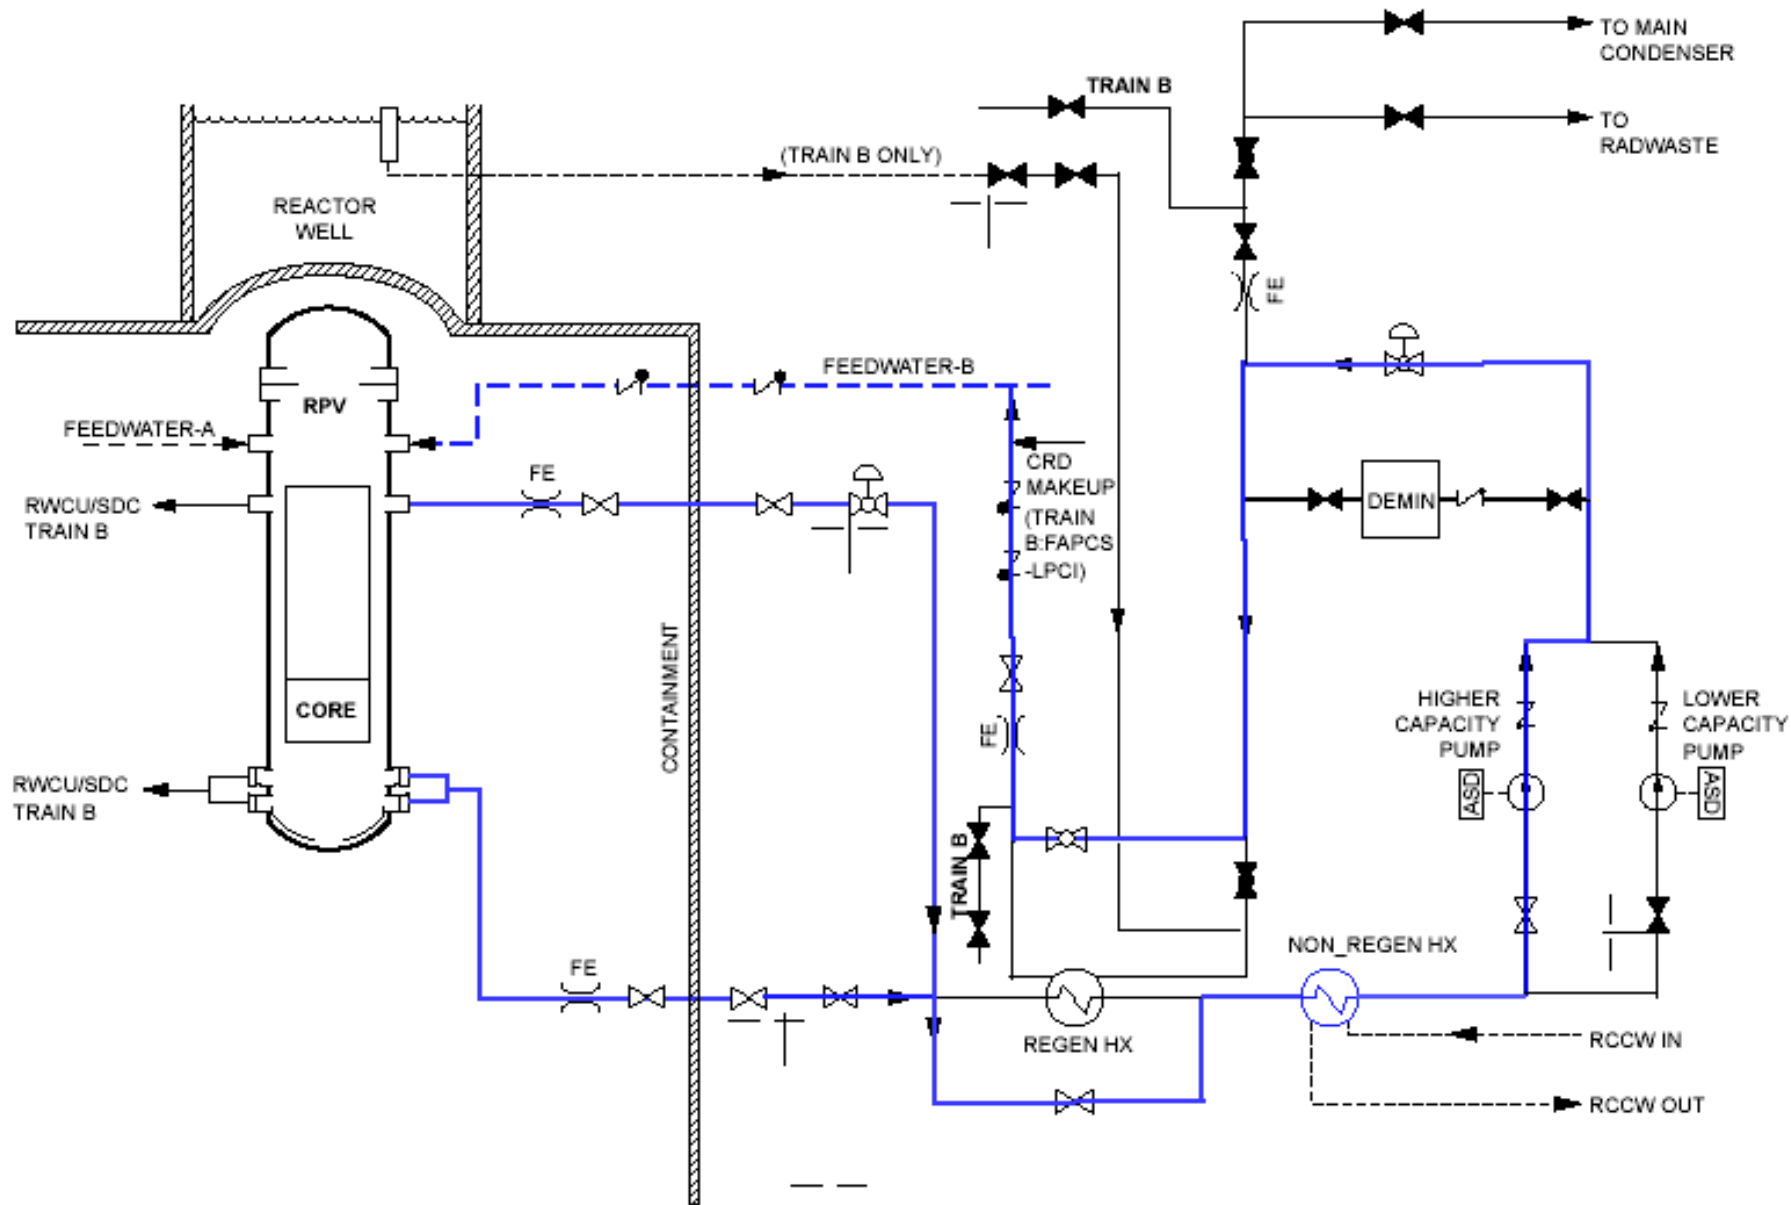 TO MAIN
CONDENSER
TRAIN B
TO
RADWASTE
(TRAIN B ONLY)
REACTOR
WELL
FE
FEEDWATER-B
RPV
FEEDWATER-A
FE
CRD
MAKEUP
(TRAIN
B:FAPCS
-LPCI)
DEMIN
RWCU/SDC
TRAIN B
CONTAINMENT
CORE
HIGHER
CAPACITY
PUMP
LOWER
CAPACITY
PUMP
FE
ASD
ASD
RWCU/SDC
TRAIN B
TRAIN B
NON_REGEN HX
FE
REGEN HX
RCCW IN
RCCW OUT